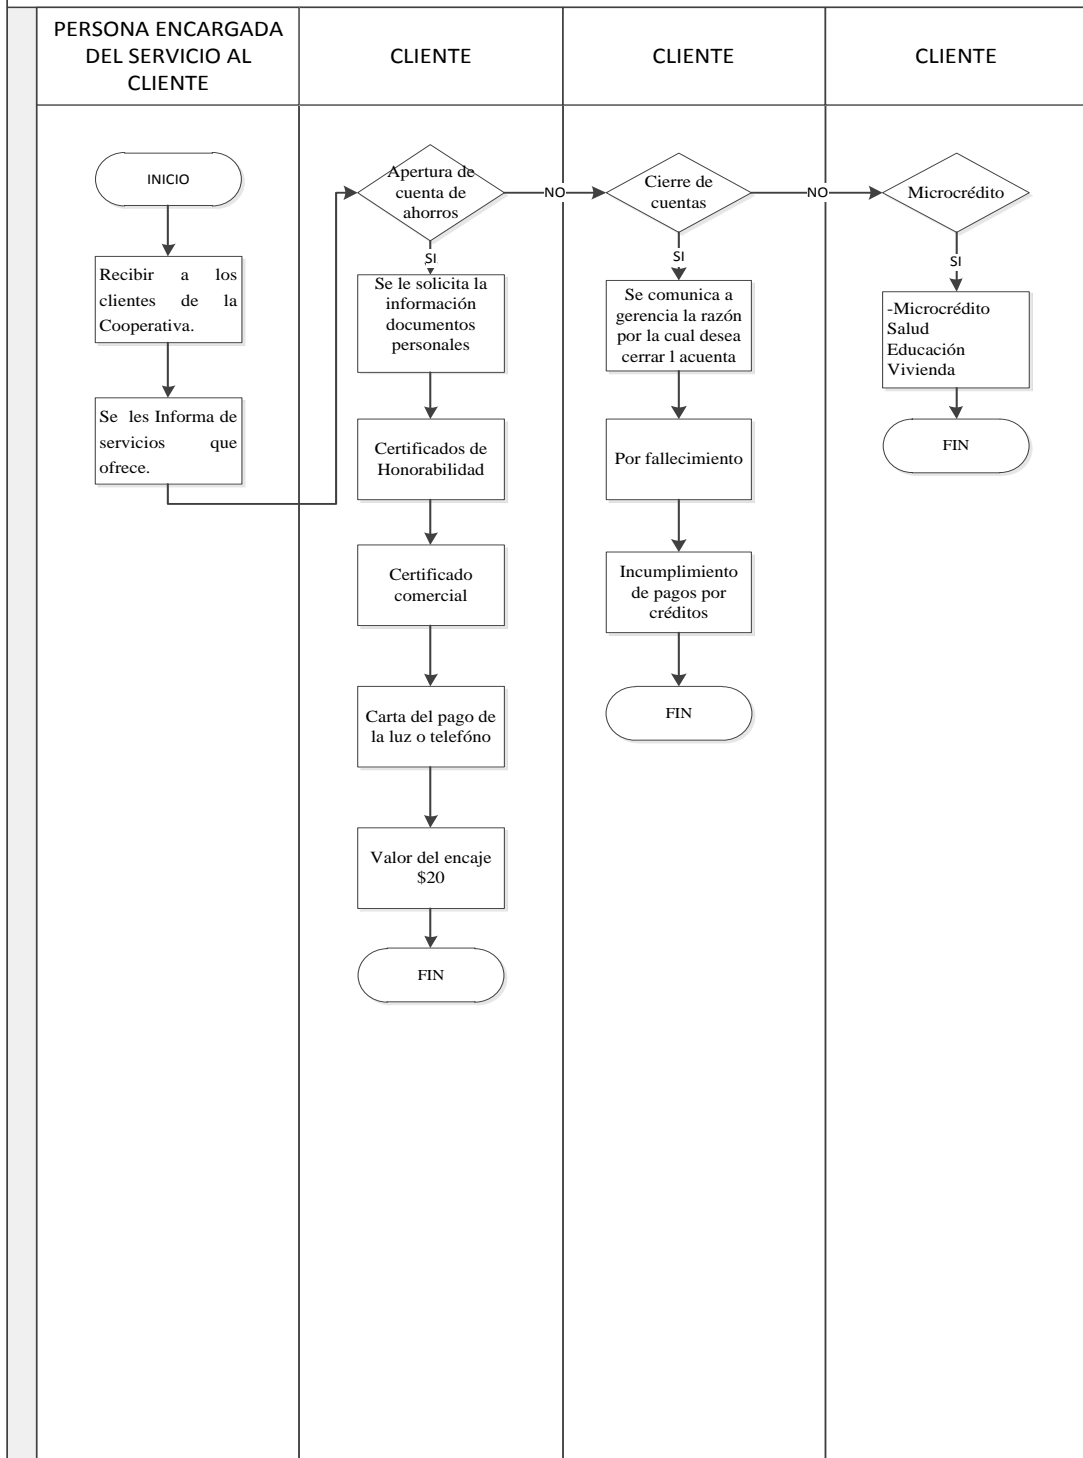 PERSONA ENCARGADA
DEL SERVICIO AL
CLIENTE
CLIENTE
CLIENTE
CLIENTE
INICIO
Recibir a los
clientes de la
Cooperativa.
Se les Informa de
servicios que
ofrece.
Apertura de
cuenta de
ahorros
NO
SI
Se le solicita la
información
documentos
personales
Certificados de
Honorabilidad
Certificado
comercial
Carta del pago de
la luz o telefóno
Valor del encaje
$20
FIN
Cierre de
cuentas
NO
SI
Se comunica a
gerencia la razón
por la cual desea
cerrar l acuenta
Por fallecimiento
Incumplimiento
de pagos por
créditos
FIN
Microcrédito
SI
-Microcrédito
Salud
Educación
Vivienda
FIN